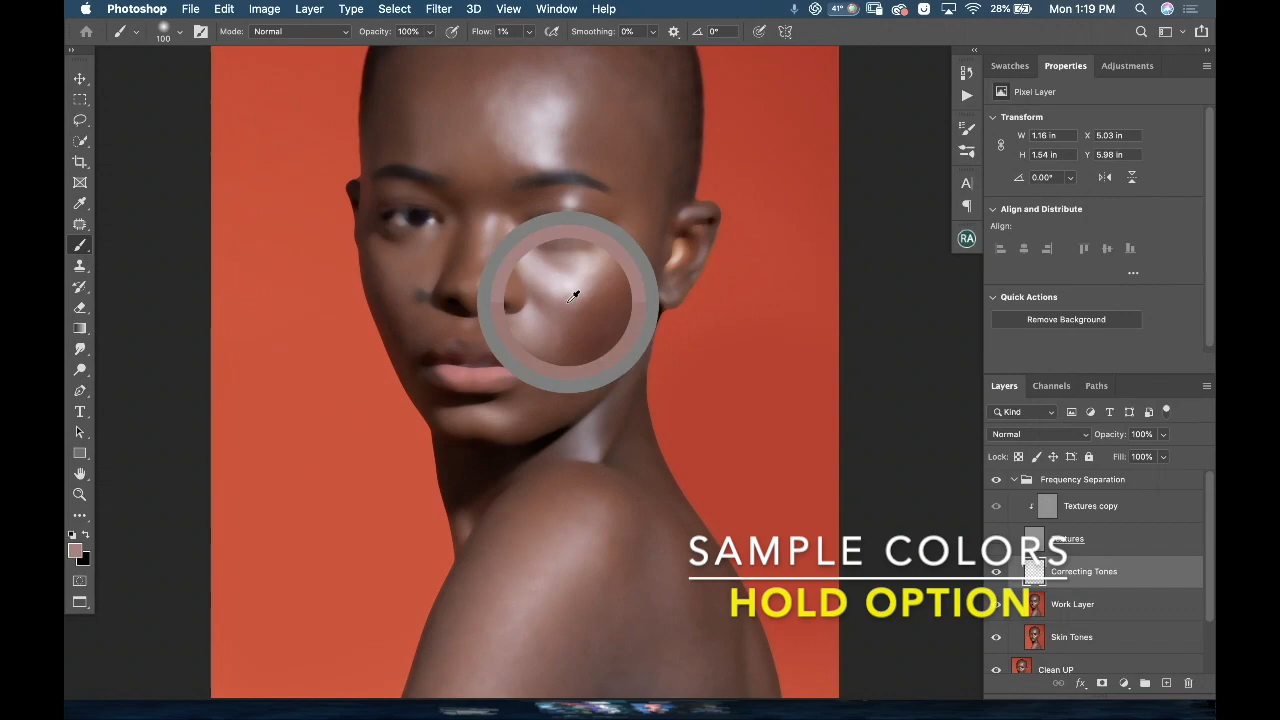 Photoshop File Edit Image Layer Type Select Filter 3D View Window Help 41° 28% Mon 1:19 PM
100 Mode: Normal Opacity: 100% Flow: 1% Smoothing: 0% 0°
Swatches Properties Adjustments
Pixel Layer
Transform
W 1.16 in X 5.03 in
H 1.54 in Y 5.98 in
0.00°
Align and Distribute
Align:
RA
Quick Actions
Remove Background
Layers Channels Paths
Kind
Normal Opacity: 100%
Lock: Fill: 100%
Frequency Separation
Textures copy
Correcting Tones
Work Layer
Skin Tones
Clean UP
SAMPLE COLORS
HOLD OPTION